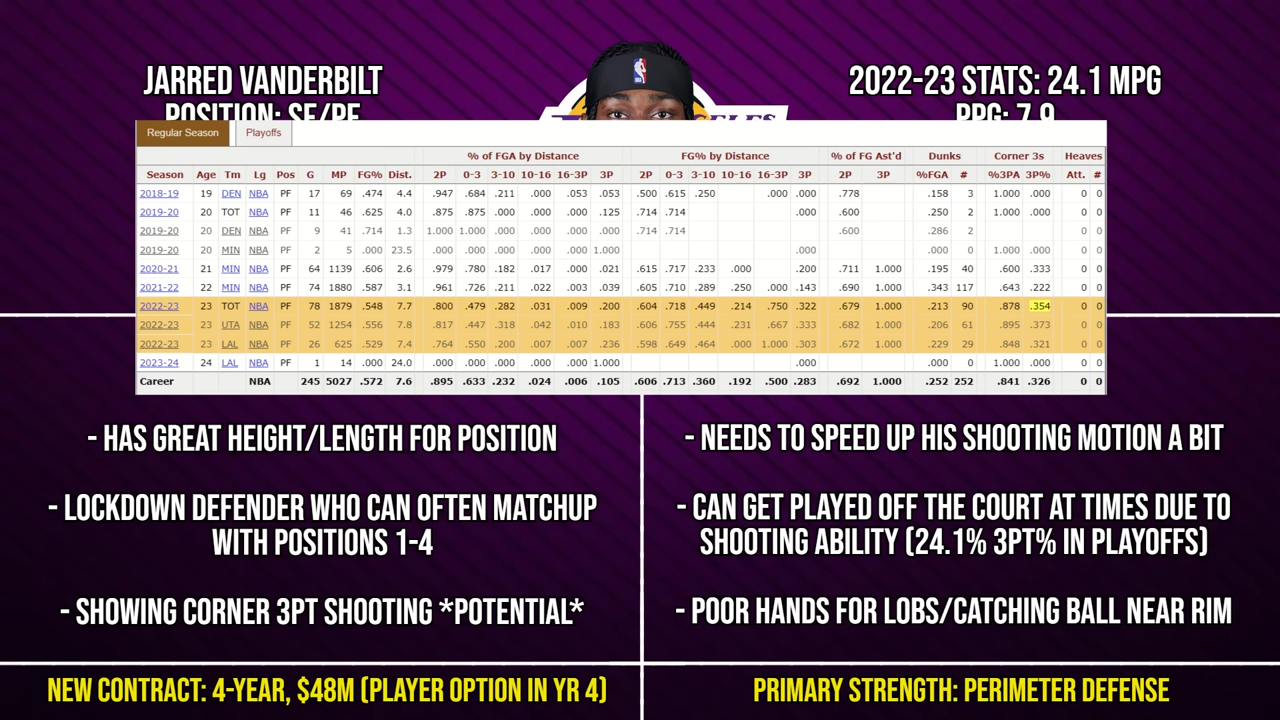 JARRED VANDERBILT
2022-23 STATS: 24.1 MPG
POSITION: SF/PF
PPG: 7.9
Regular Season Playoffs
% of FGA by Distance FG% by Distance % of FG Ast'd Dunks Corner 3s Heaves
Season Age Tm Lg Pos G MP FG% Dist. 2P 0-3 3-10 10-16 16-3P 3P 2P 0-3 3-10 10-16 16-3P 3P 2P 3P %FGA # %3PA 3P% Att. #
2018-19 19 DEN NBA PF 17 69 .474 4.4 .947 .684 .211 .000 .053 .053 .500 .615 .250 .000 .000 .778 .158 3 1.000 .000 0 0
2019-20 20 TOT NBA PF 11 46 .625 4.0 .875 .875 .000 .000 .000 .125 .714 .714 .000 .600 .250 2 1.000 .000 0 0
2019-20 20 DEN NBA PF 9 41 .714 1.3 1.000 1.000 .000 .000 .000 .000 .714 .714 .600 .286 2 0 0
2019-20 20 MIN NBA PF 2 5 .000 23.5 .000 .000 .000 .000 .000 1.000 .000 .000 0 1.000 .000 0 0
2020-21 21 MIN NBA PF 64 1139 .606 2.6 .979 .780 .182 .017 .000 .021 .615 .717 .233 .000 .200 .711 1.000 .195 40 .600 .333 0 0
2021-22 22 MIN NBA PF 74 1880 .587 3.1 .961 .726 .211 .022 .003 .039 .605 .710 .289 .250 .000 .143 .690 1.000 .343 117 .643 .222 0 0
2022-23 23 TOT NBA PF 78 1879 .548 7.7 .800 .479 .282 .031 .009 .200 .604 .718 .449 .214 .750 .322 .679 1.000 .213 90 .878 .354 0 0
2022-23 23 UTA NBA PF 52 1254 .556 7.8 .817 .447 .318 .042 .010 .183 .606 .755 .444 .231 .667 .333 .682 1.000 .206 61 .895 .373 0 0
2022-23 23 LAL NBA PF 26 625 .529 7.4 .764 .550 .200 .007 .007 .236 .598 .649 .464 .000 1.000 .303 .672 1.000 .229 29 .848 .321 0 0
2023-24 24 LAL NBA PF 1 14 .000 24.0 .000 .000 .000 .000 .000 1.000 .000 .000 0 1.000 .000 0 0
Career NBA 245 5027 .572 7.6 .895 .633 .232 .024 .006 .105 .606 .713 .360 .192 .500 .283 .692 1.000 .252 252 .841 .326 0 0
- HAS GREAT HEIGHT/LENGTH FOR POSITION
- LOCKDOWN DEFENDER WHO CAN OFTEN MATCHUP
WITH POSITIONS 1-4
- SHOWING CORNER 3PT SHOOTING *POTENTIAL*
- NEEDS TO SPEED UP HIS SHOOTING MOTION A BIT
- CAN GET PLAYED OFF THE COURT AT TIMES DUE TO
SHOOTING ABILITY (24.1% 3PT% IN PLAYOFFS)
- POOR HANDS FOR LOBS/CATCHING BALL NEAR RIM
NEW CONTRACT: 4-YEAR, $48M (PLAYER OPTION IN YR 4)
PRIMARY STRENGTH: PERIMETER DEFENSE